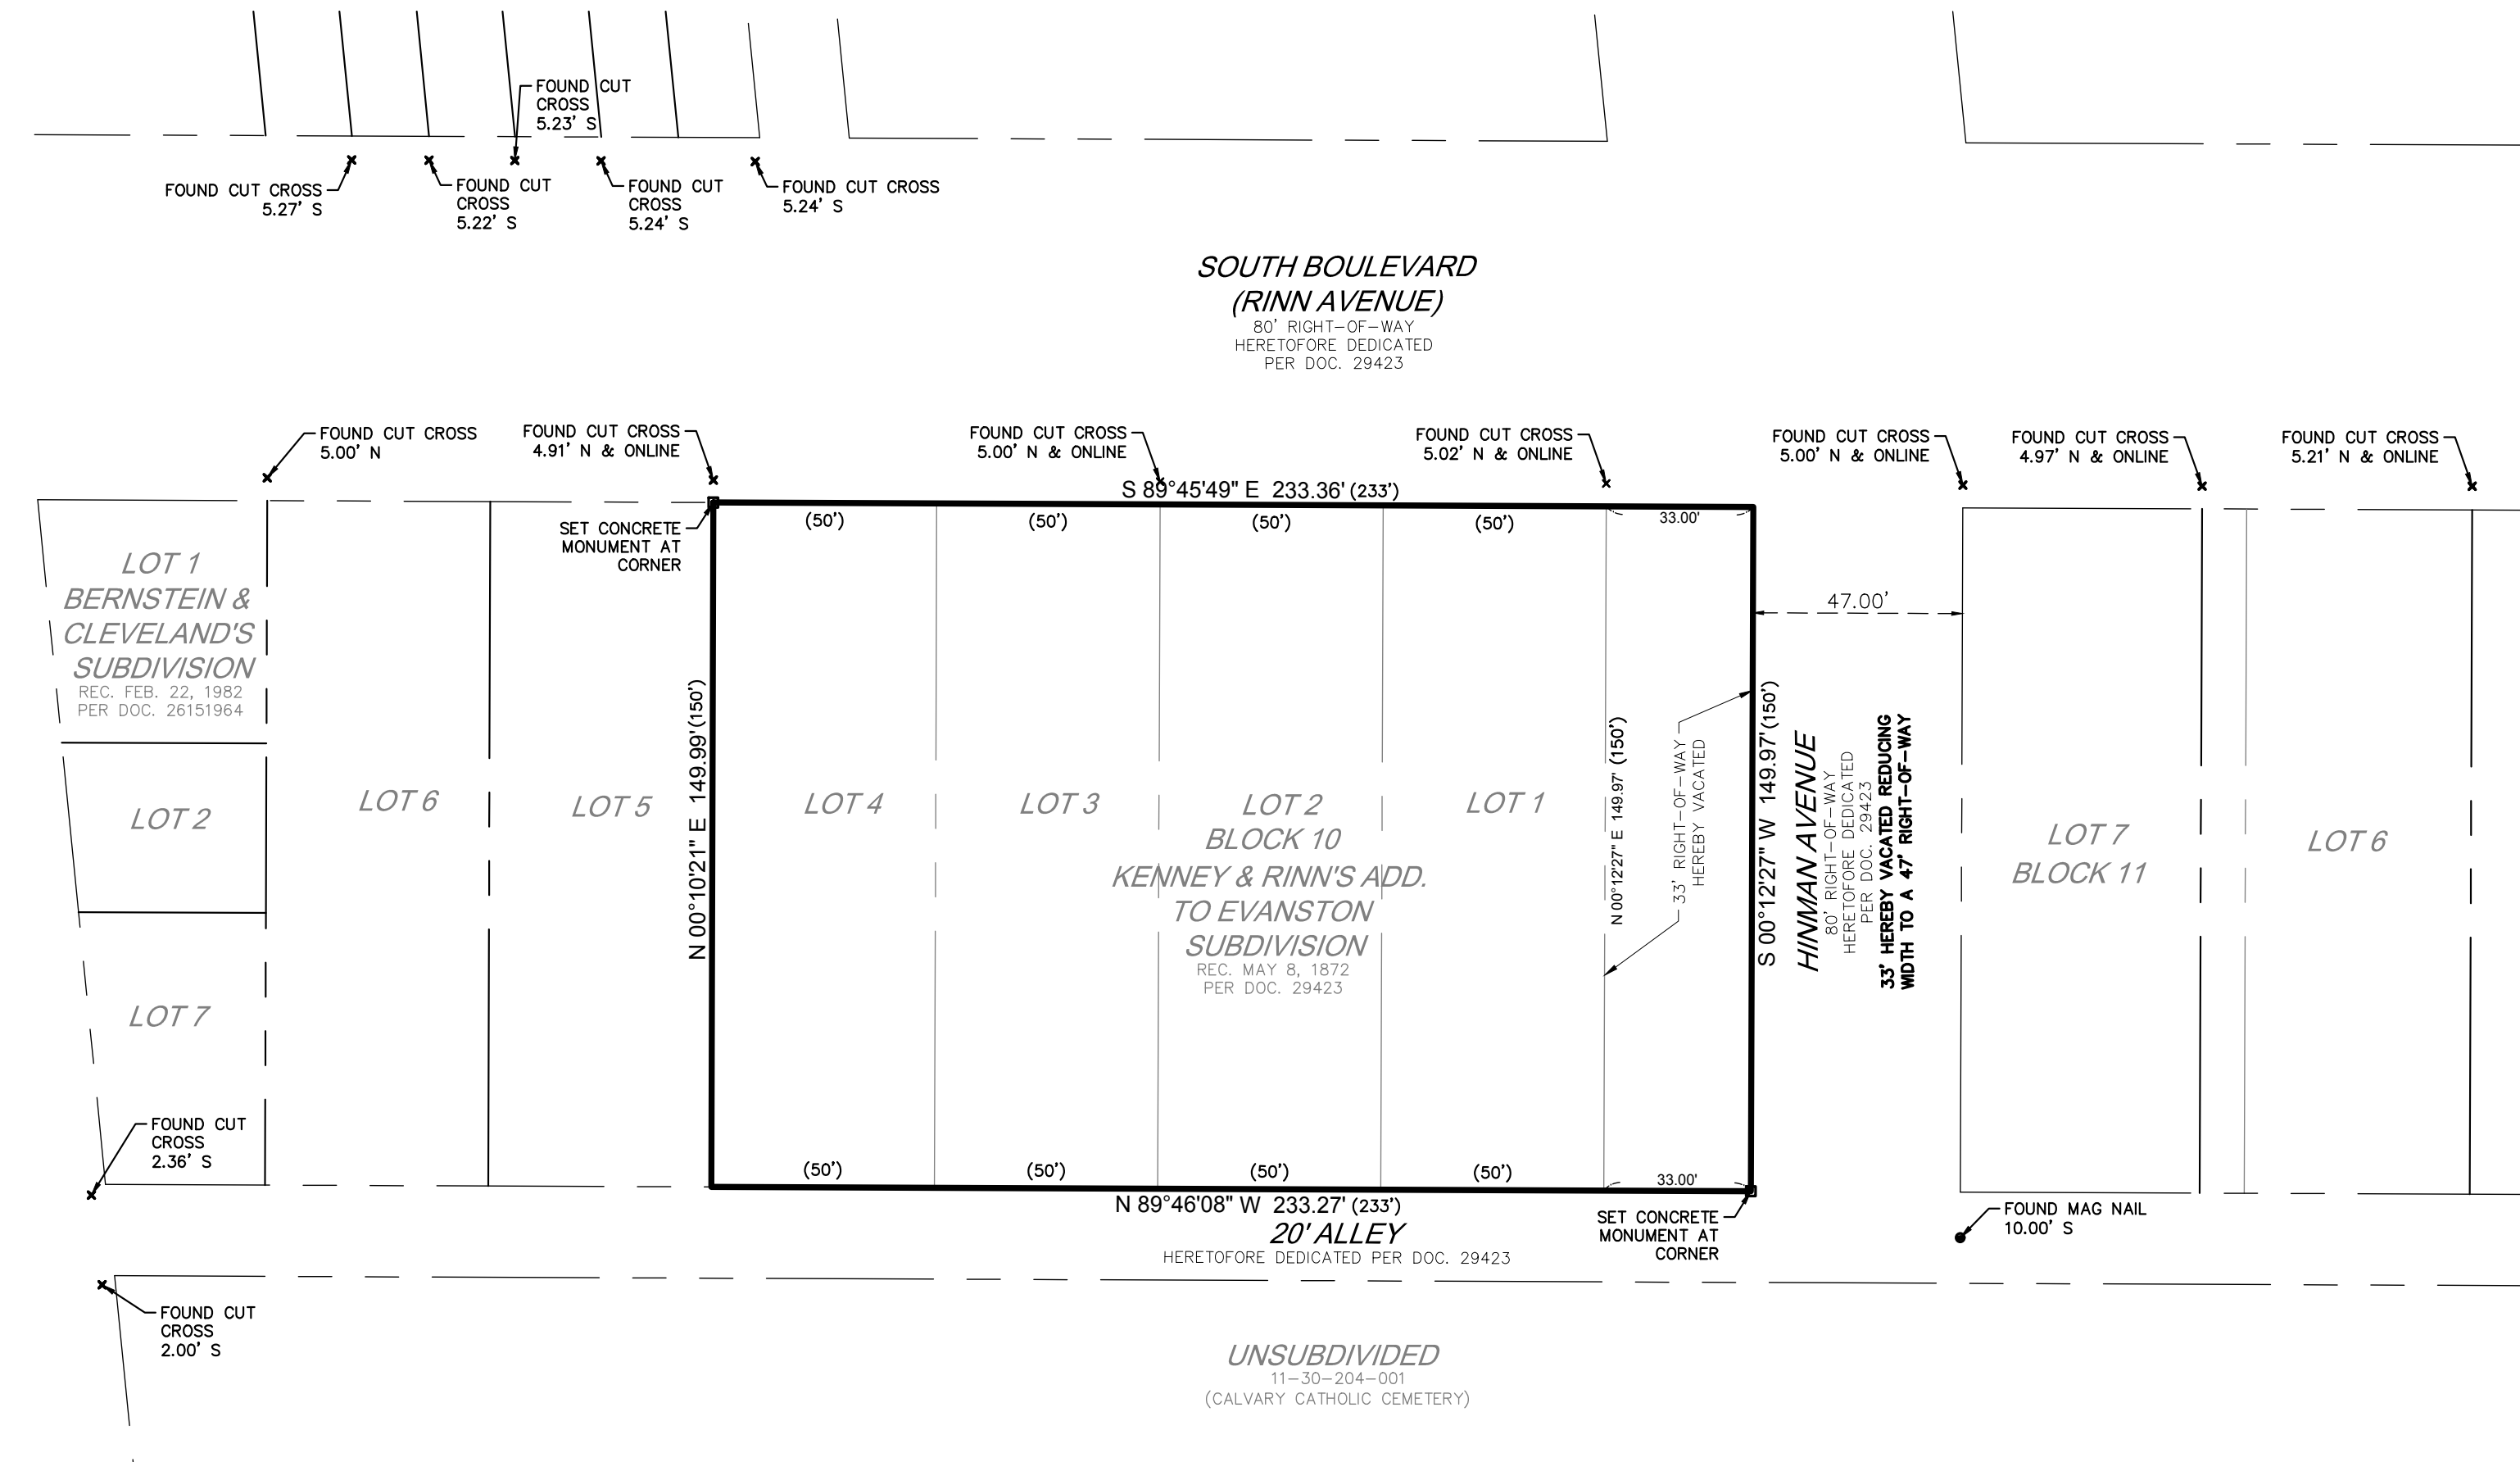 FOUND CUT
CROSS
5.23' S
FOUND CUT CROSS
5.27' S
FOUND CUT
CROSS
5.22' S
FOUND CUT
CROSS
5.24' S
FOUND CUT CROSS
5.24' S
SOUTH BOULEVARD
(RINN AVENUE)
80' RIGHT-OF-WAY
HERETOFORE DEDICATED
PER DOC. 29423
FOUND CUT CROSS
5.00' N
FOUND CUT CROSS
4.91' N & ONLINE
FOUND CUT CROSS
5.00' N & ONLINE
FOUND CUT CROSS
5.02' N & ONLINE
FOUND CUT CROSS
5.00' N & ONLINE
FOUND CUT CROSS
4.97' N & ONLINE
FOUND CUT CROSS
5.21' N & ONLINE
S 89°45'49" E 233.36' (233')
SET CONCRETE
MONUMENT AT
CORNER
(50')
(50')
(50')
(50')
33.00'
LOT 1
BERNSTEIN &
CLEVELAND'S
SUBDIVISION
REC. FEB. 22, 1982
PER DOC. 26151964
LOT 2
LOT 7
LOT 6
LOT 5
N 00°10'21" E 149.99' (150')
LOT 4
LOT 3
LOT 2
BLOCK 10
KENNEY & RINN'S ADD.
TO EVANSTON
SUBDIVISION
REC. MAY 8, 1872
PER DOC. 29423
LOT 1
N 00°12'27" E 149.97' (150')
33' RIGHT-OF-WAY
HEREBY VACATED
S 00°12'27" W 149.97' (150')
47.00'
HINMAN AVENUE
80' RIGHT-OF-WAY
HERETOFORE DEDICATED
PER DOC. 29423
33' HEREBY VACATED REDUCING
WIDTH TO A 47' RIGHT-OF-WAY
LOT 7
BLOCK 11
LOT 6
FOUND CUT
CROSS
2.36' S
(50')
(50')
(50')
(50')
33.00'
N 89°46'08" W 233.27' (233')
20' ALLEY
HERETOFORE DEDICATED PER DOC. 29423
SET CONCRETE
MONUMENT AT
CORNER
FOUND MAG NAIL
10.00' S
FOUND CUT
CROSS
2.00' S
UNSUBDIVIDED
11-30-204-001
(CALVARY CATHOLIC CEMETERY)